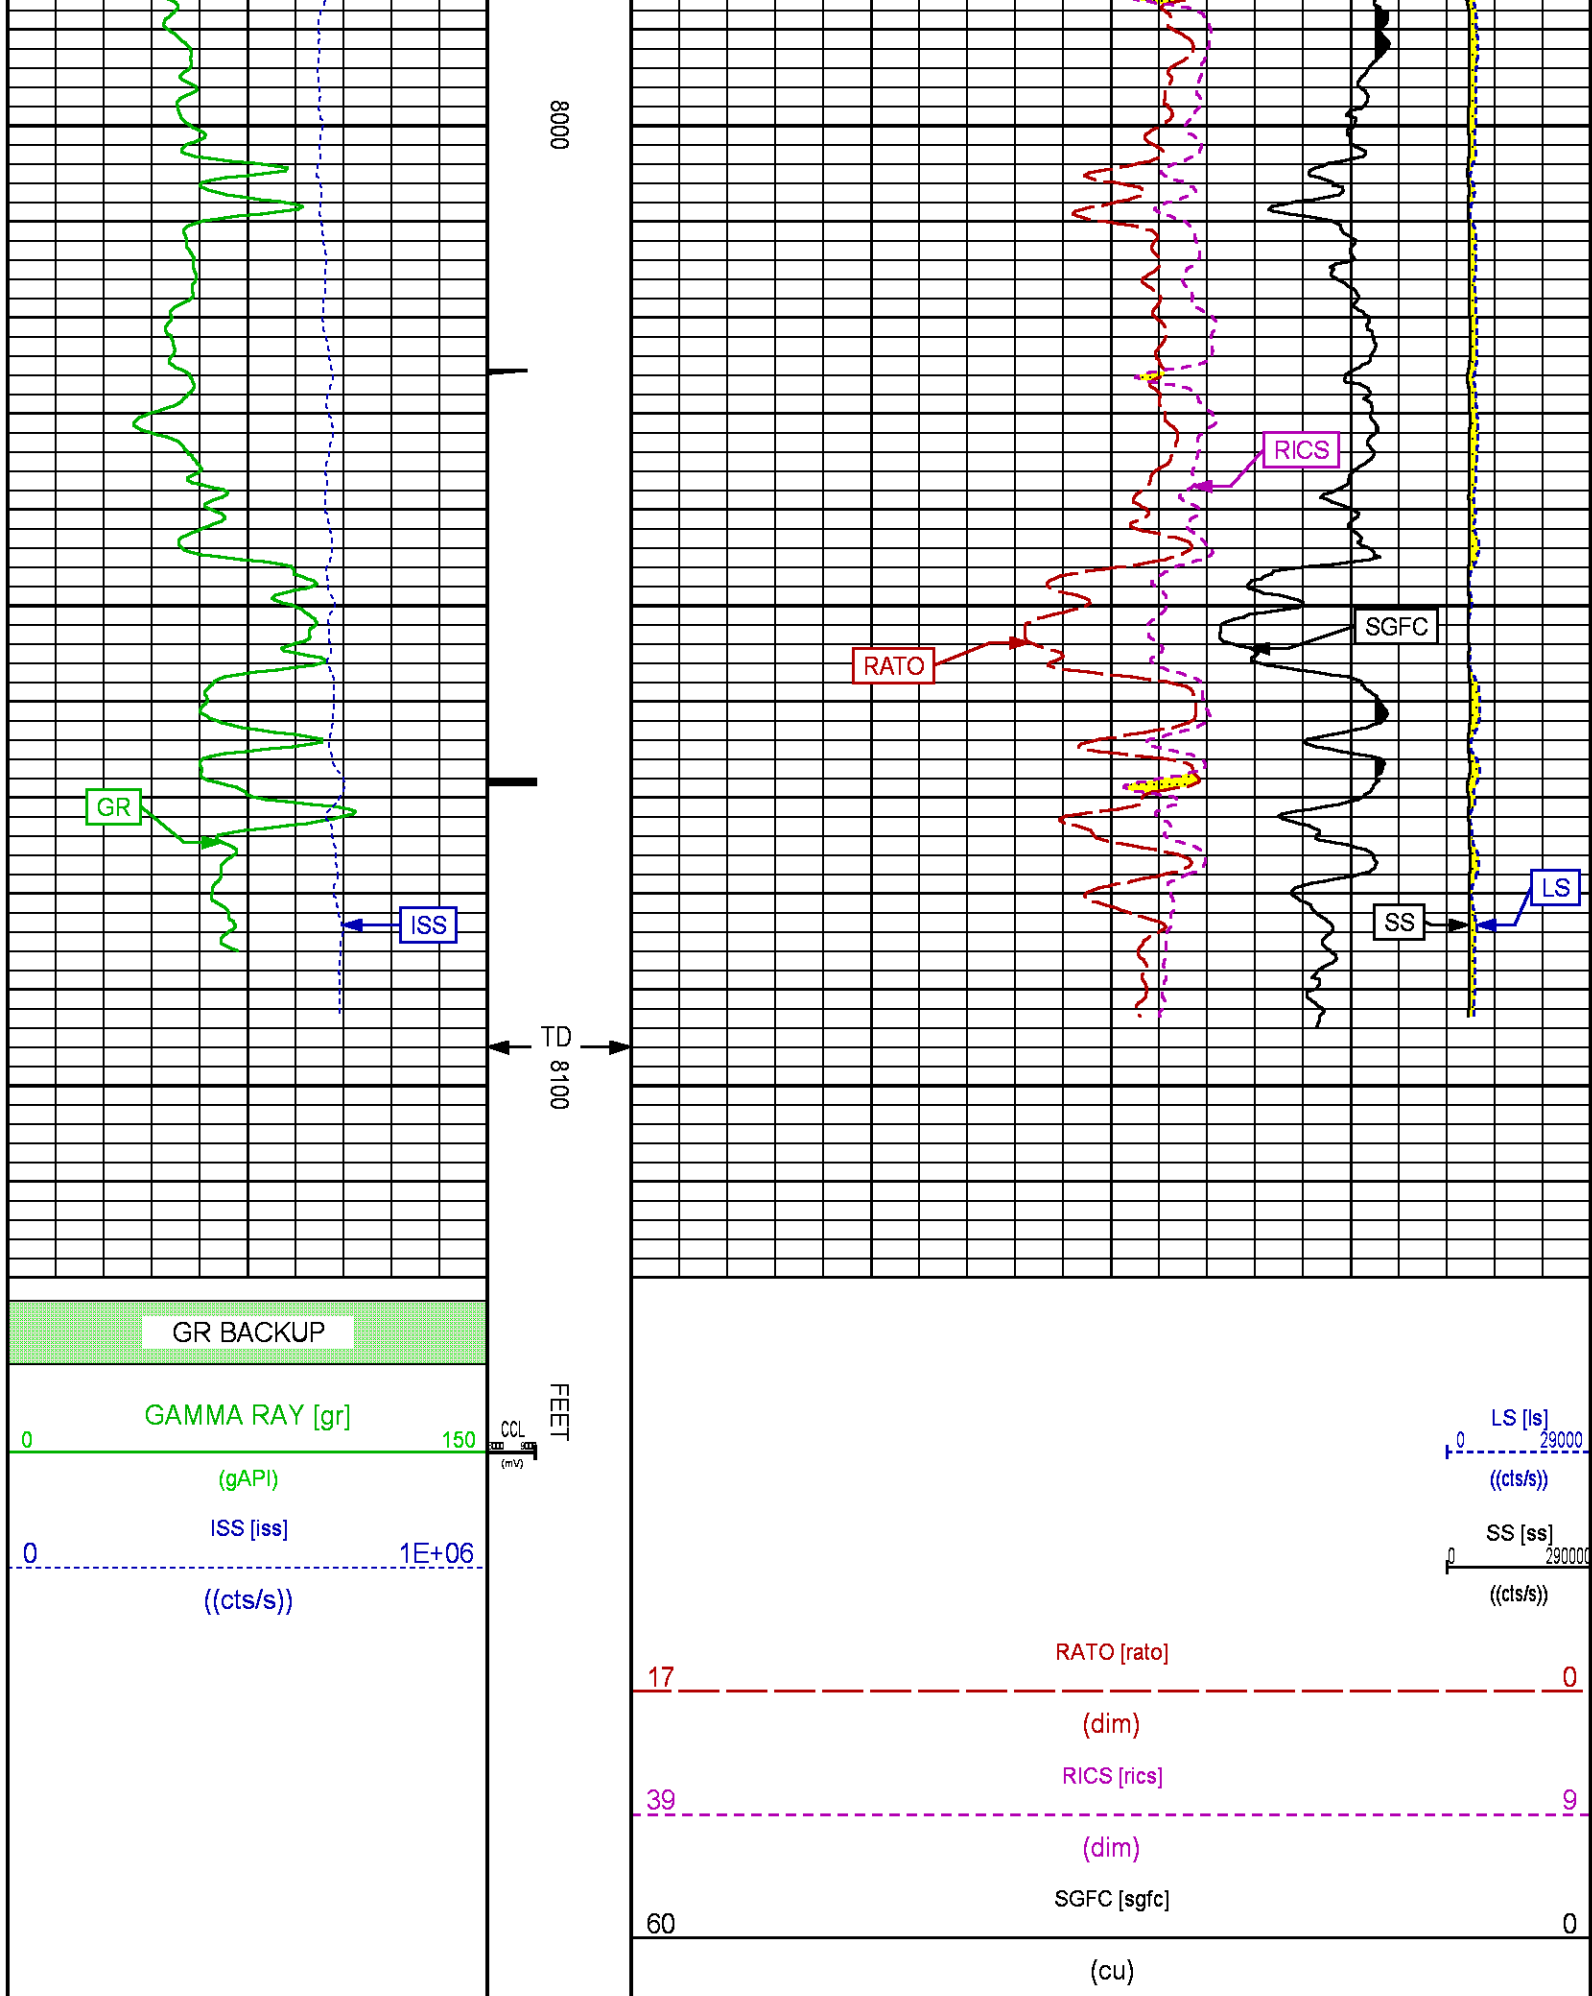 8000
RICS
SGFC
RATO
GR
LS
SS
ISS
TD
8100
GR BACKUP
FEET
GAMMA RAY [gr]
0 150
(gAPI)
CCL
(mV)
LS [ls]
0 29000
((cts/s))
ISS [iss]
0 1E+06
((cts/s))
SS [ss]
0 290000
((cts/s))
RATO [rato]
17 0
(dim)
RICS [rics]
39 9
(dim)
SGFC [sgfc]
60 0
(cu)